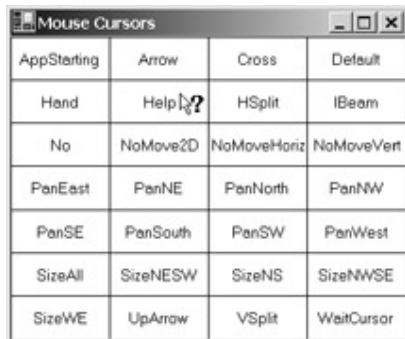 Mouse Cursors
AppStarting Arrow Cross Default
Hand Help HSplit IBeam
No NoMove2D NoMoveHoriz NoMoveVert
PanEast PanNE PanNorth PanNW
PanSE PanSouth PanSW PanWest
SizeAll SizeNESW SizeNS SizeNWSE
SizeWE UpArrow VSplit WaitCursor